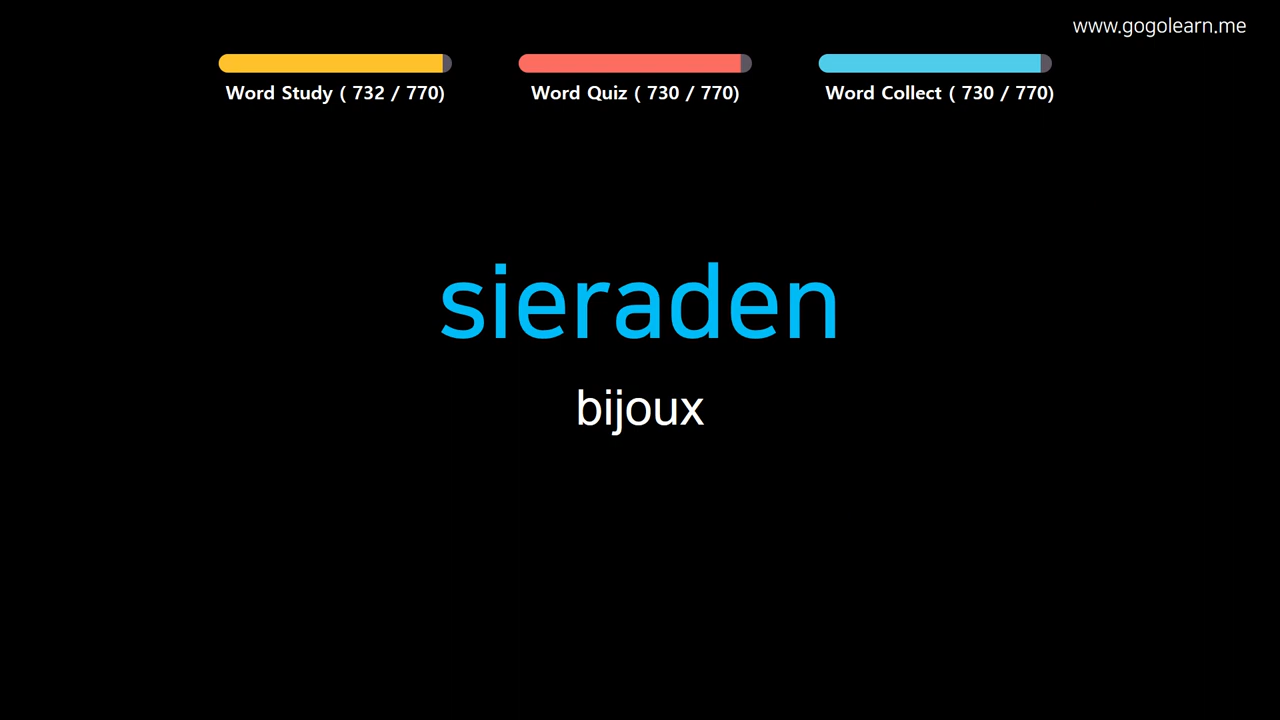 www.gogolearn.me
Word Study ( 732 / 770)
Word Quiz ( 730 / 770)
Word Collect ( 730 / 770)
sieraden
bijoux